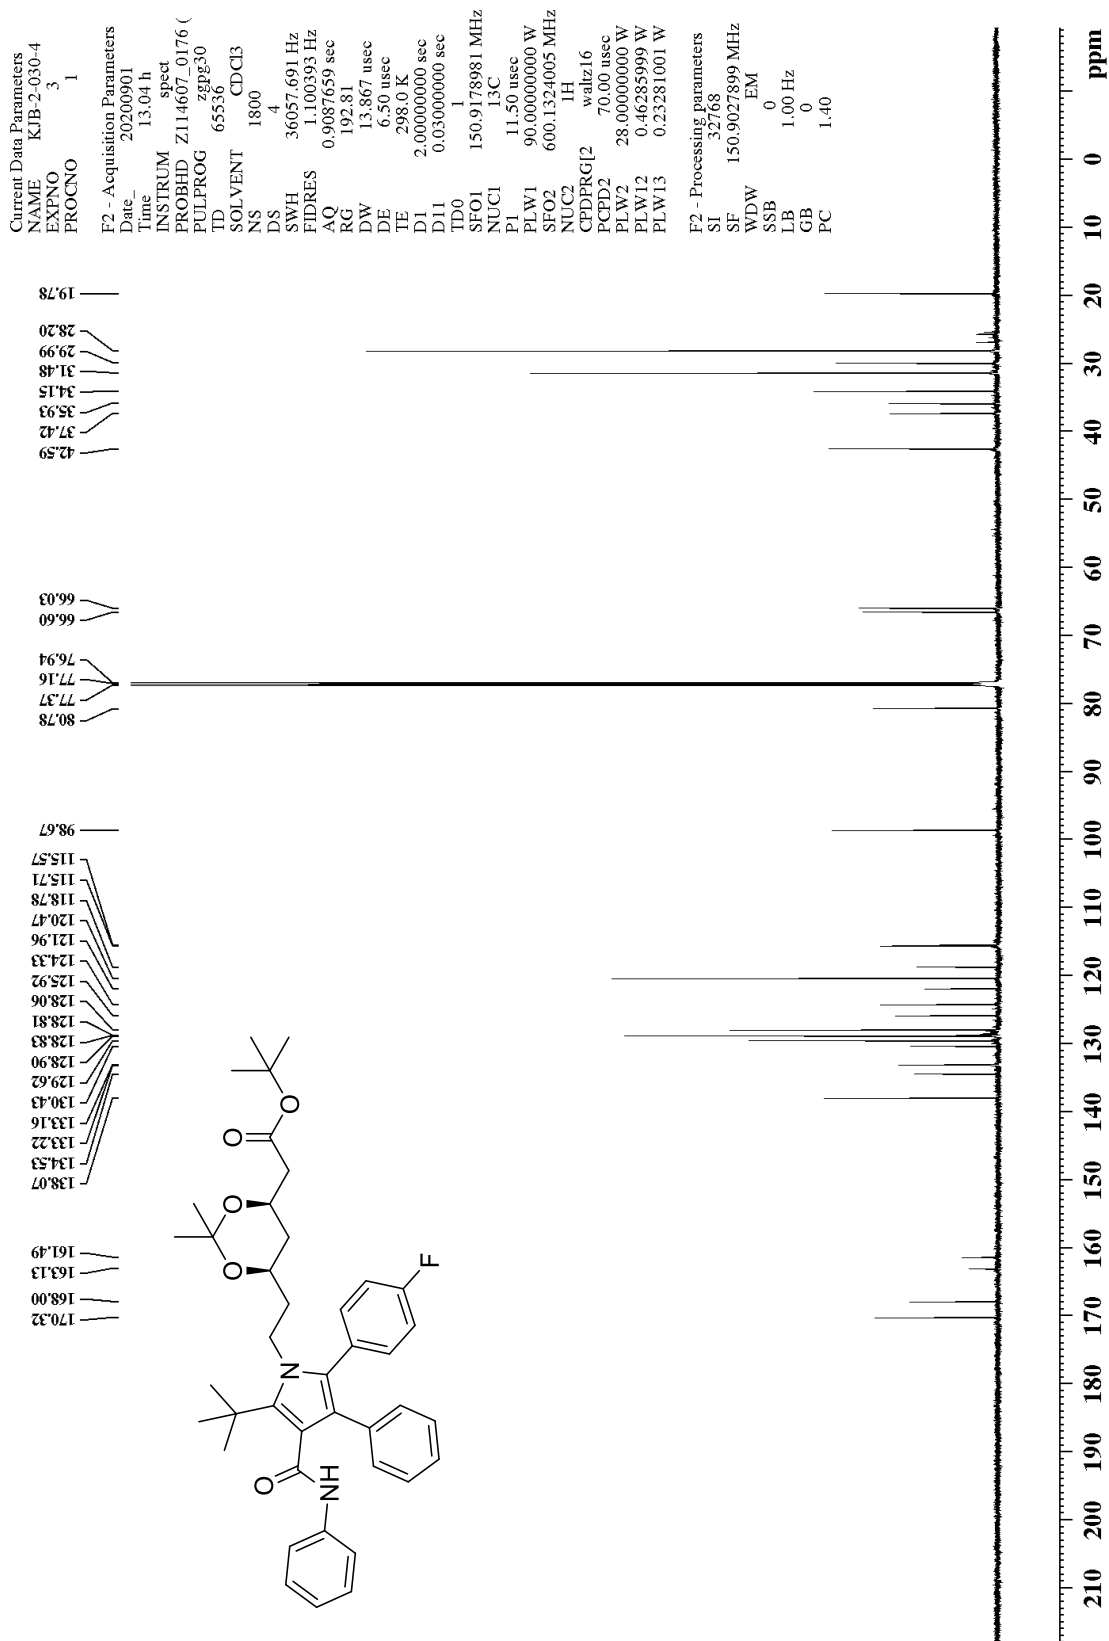 Current Data Parameters
NAME KJB-2-030-4
EXPNO 3
PROCNO 1
F2 - Acquisition Parameters
Date_ 20200901
Time 13.04 h
INSTRUM spect
PROBHD Z114607_0176 (
PULPROG zgpg30
TD 65536
SOLVENT CDCl3
NS 1800
DS 4
SWH 36057.691 Hz
FIDRES 1.100393 Hz
AQ 0.9087659 sec
RG 192.81
DW 13.867 usec
DE 6.50 usec
TE 298.0 K
D1 2.00000000 sec
D11 0.03000000 sec
TD0 1
SFO1 150.9178981 MHz
NUC1 13C
P1 11.50 usec
PLW1 90.00000000 W
SFO2 600.1324005 MHz
NUC2 1H
CPDPRG[2 waltz16
PCPD2 70.00 usec
PLW2 28.00000000 W
PLW12 0.46285999 W
PLW13 0.23281001 W
F2 - Processing parameters
SI 32768
SF 150.9027899 MHz
WDW EM
SSB 0
LB 1.00 Hz
GB 0
PC 1.40
170.32
168.00
163.13
161.49
138.07
134.53
133.22
133.16
130.43
129.62
128.90
128.83
128.81
128.06
125.92
124.33
121.96
120.47
118.78
115.71
115.57
98.67
80.78
77.37
77.16
76.94
66.60
66.03
42.59
37.42
35.93
34.15
31.48
29.99
28.20
19.78
O
O
O
O
O
N
NH
F
210 200 190 180 170 160 150 140 130 120 110 100 90 80 70 60 50 40 30 20 10 0 ppm